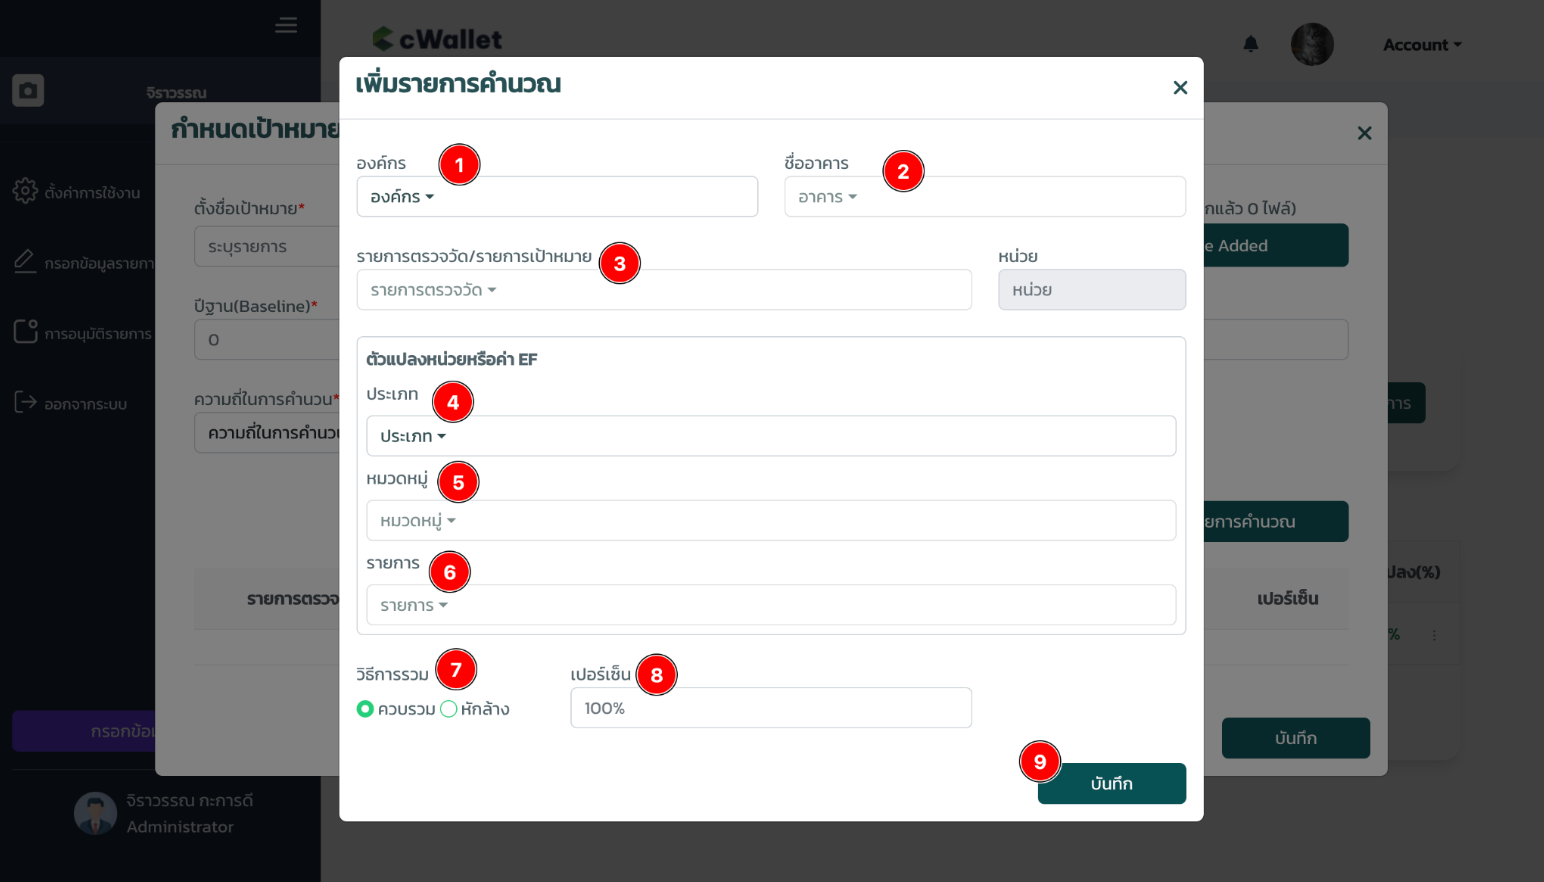 cWallet
Account
จิราวรรณ
ตั้งค่าการใช้งาน
กรอกข้อมูลรายกา
การอนุมัติรายการ
ออกจากระบบ
กรอกข้อม
จิราวรรณ กะการดี
Administrator
กำหนดเป้าหมาย
ตั้งชื่อเป้าหมาย*
ระบุรายการ
ปีฐาน(Baseline)*
0
ความถี่ในการคำนวณ*
ความถี่ในการคำนว
รายการตรวจ
เพิ่มรายการคำนวณ
องค์กร
1
องค์กร
ชื่ออาคาร
2
อาคาร
รายการตรวจวัด/รายการเป้าหมาย
3
รายการตรวจวัด
หน่วย
หน่วย
ตัวแปลงหน่วยหรือค่า EF
ประเภท
4
ประเภท
หมวดหมู่
5
หมวดหมู่
รายการ
6
รายการ
วิธีการรวม
7
ควบรวม
หักล้าง
เปอร์เซ็น
8
100%
9
บันทึก
กแล้ว 0 ไฟล์)
e Added
การ
ยการคำนวณ
ปลง(%)
เปอร์เซ็น
%
บันทึก